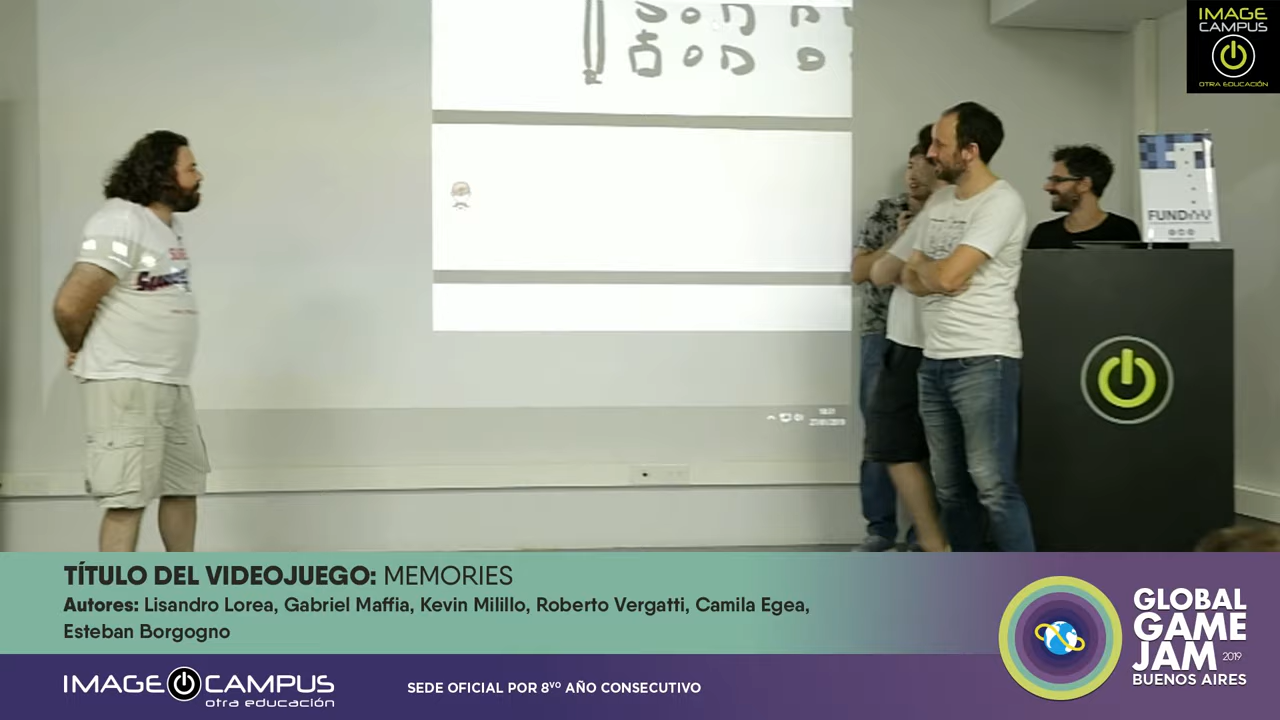 IMAGE
CAMPUS
OTRA EDUCACIÓN
FUND
TÍTULO DEL VIDEOJUEGO: MEMORIES
Autores: Lisandro Lorea, Gabriel Maffia, Kevin Milillo, Roberto Vergatti, Camila Egea,
Esteban Borgogno
IMAGE CAMPUS
otra educación
SEDE OFICIAL POR 8VO AÑO CONSECUTIVO
GLOBAL
GAME
JAM 2019
BUENOS AIRES